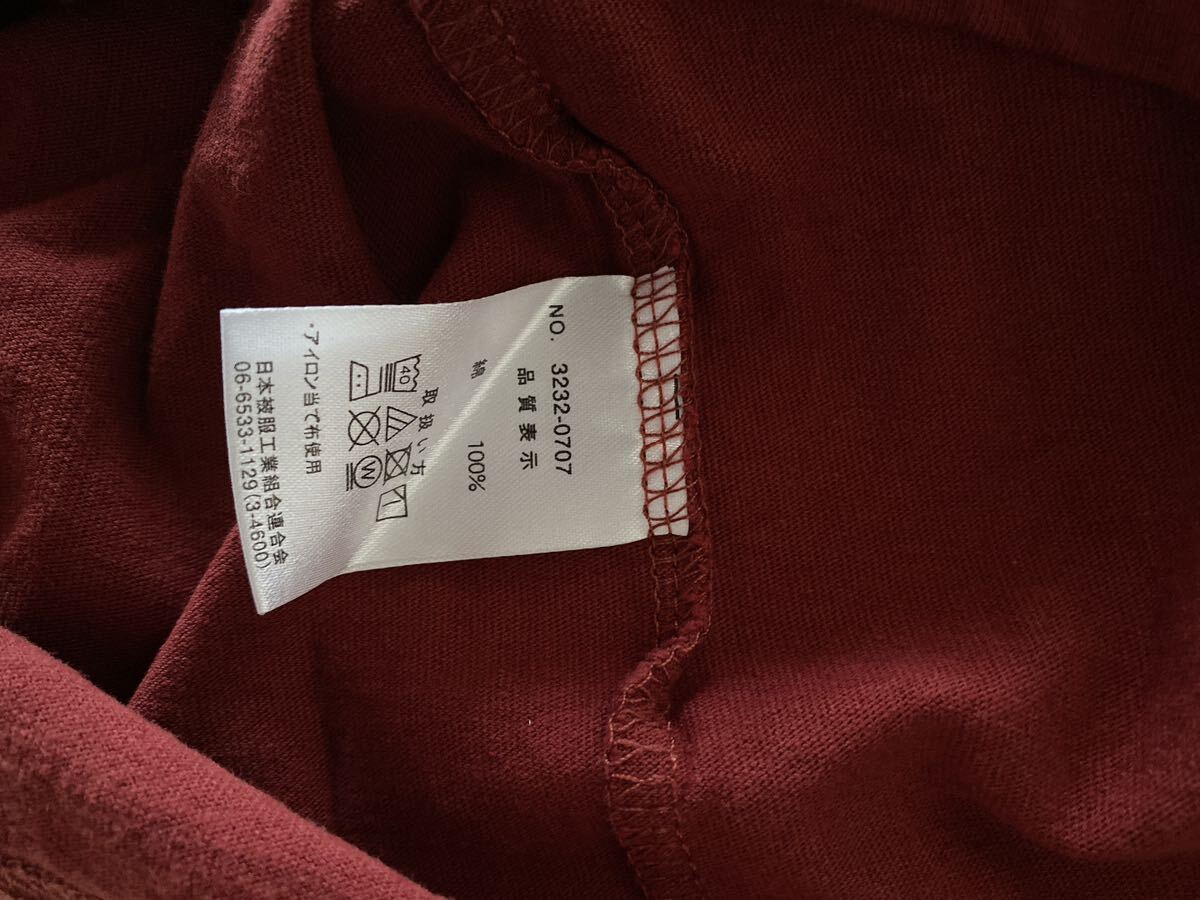 NO. 3232-0707
品質表示
綿 100%
取扱い方
40
W
・アイロン当て布使用
日本被服工業組合連合会
06-6533-1129(3-4600)